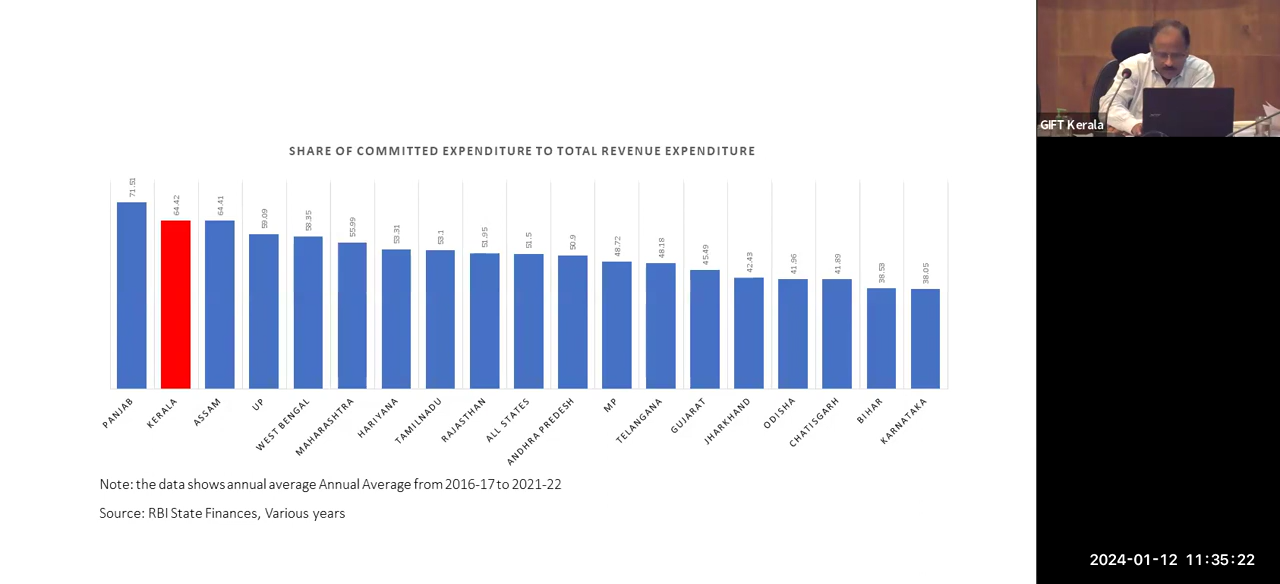 GIFT Kerala
SHARE OF COMMITTED EXPENDITURE TO TOTAL REVENUE EXPENDITURE
71.51
64.42
64.41
59.09
58.35
55.99
53.31
53.1
51.95
51.5
50.9
48.72
48.18
45.49
42.43
41.96
41.89
38.53
38.05
PANJAB
KERALA
ASSAM
UP
WEST BENGAL
MAHARASHTRA
HARIYANA
TAMILNADU
RAJASTHAN
ALL STATES
ANDHRA PREDESH
MP
TELANGANA
GUJARAT
JHARKHAND
ODISHA
CHATISGARH
BIHAR
KARNATAKA
Note: the data shows annual average Annual Average from 2016-17 to 2021-22
Source: RBI State Finances, Various years
2024-01-12 11:35:22